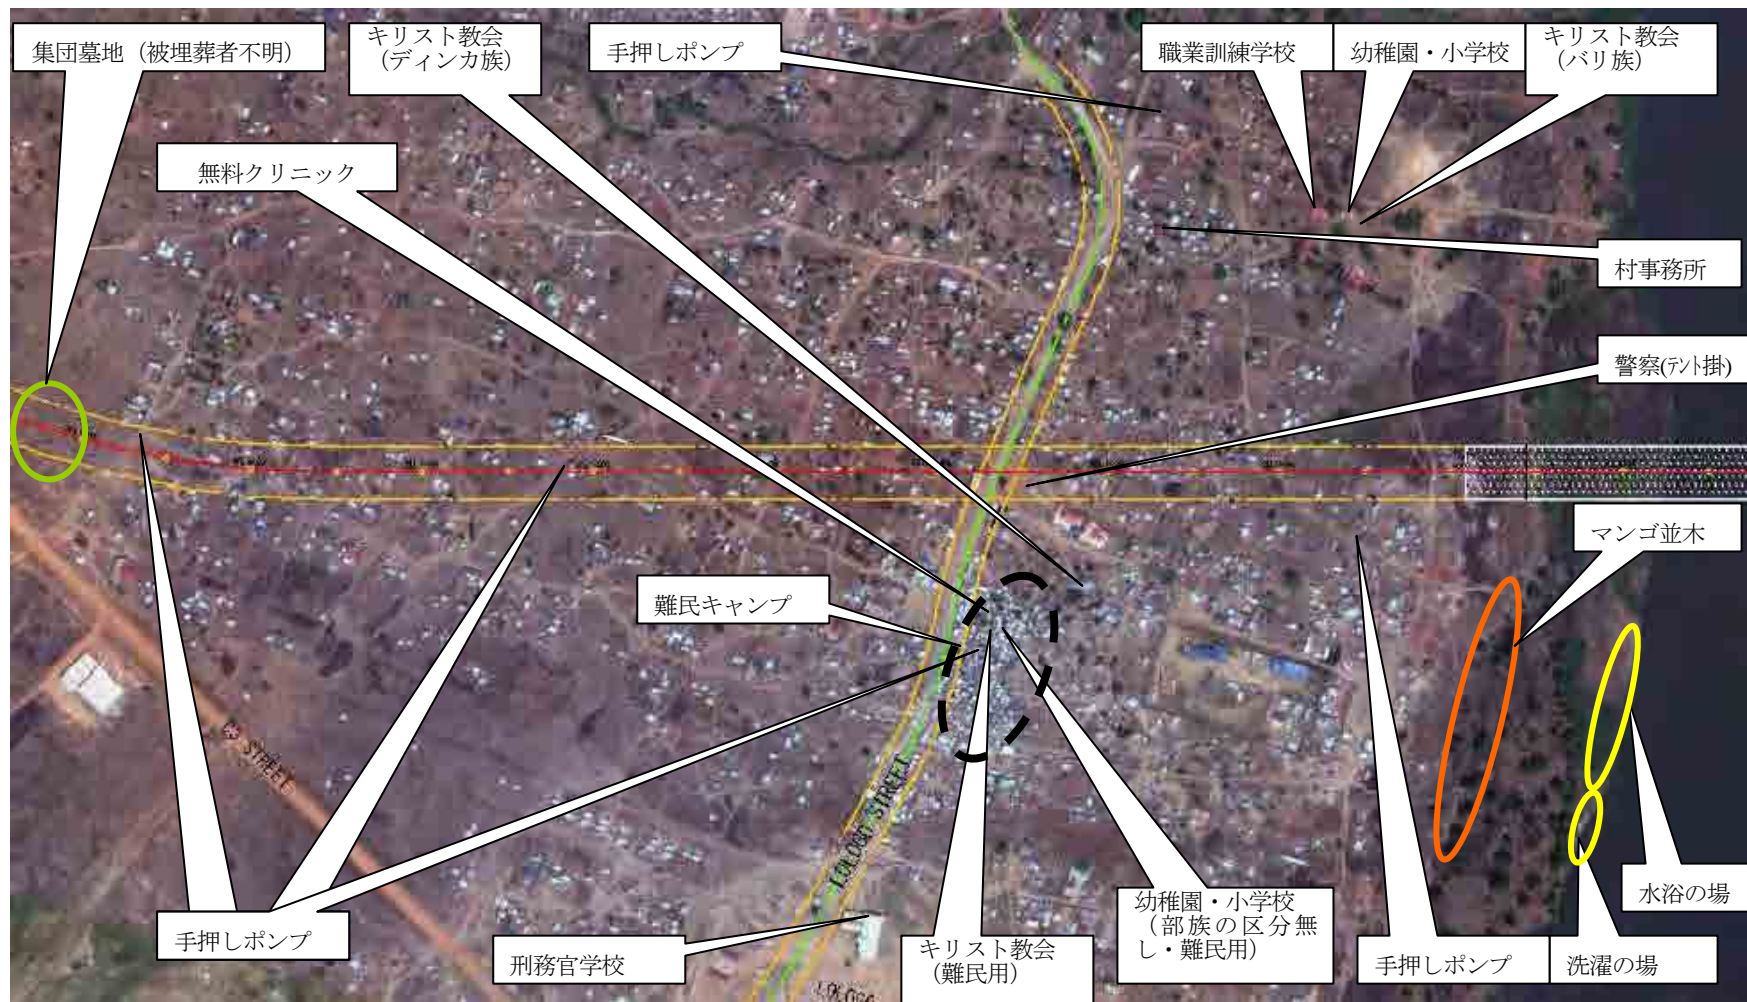 集団墓地（被埋葬者不明）
キリスト教会
（ディンカ族）
手押しポンプ
職業訓練学校
幼稚園・小学校
キリスト教会
（バリ族）
無料クリニック
村事務所
警察(テント掛)
マンゴ並木
難民キャンプ
STREET
LOLOGO STREET
水浴の場
手押しポンプ
刑務官学校
キリスト教会
（難民用）
幼稚園・小学校
（部族の区分無
し・難民用）
手押しポンプ
洗濯の場
LOLOGO